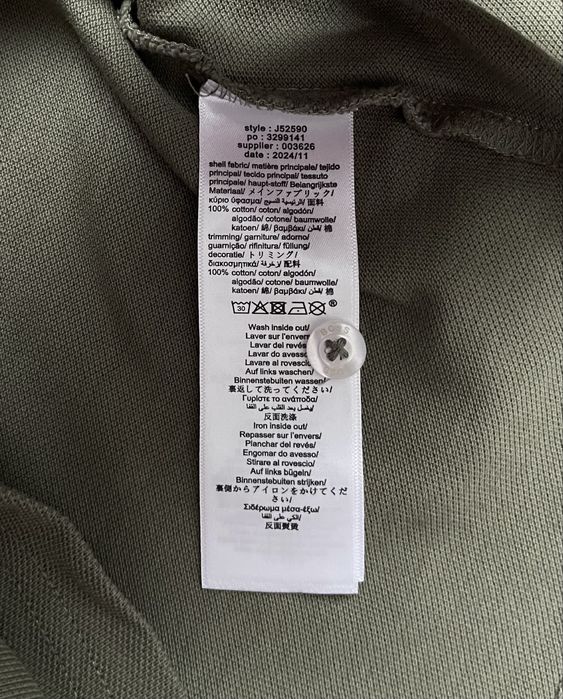 style : J52590
po : 3299141
supplier : 003626
date : 2024/11
shell fabric/ matière principale/ tejido
principal/ tecido principal/ tessuto
principale/ haupt-stoff/ Belangrijkste
Materiaal/ メインファブリック/
κύριο ύφασμα/ الرئيسية النسيج/ 面料
100% cotton/ coton/ algodón/
algodão/ cotone/ baumwolle/
katoen/ 綿/ βαμβάκι/ قطن/ 棉
trimming/ garniture/ adorno/
guarnição/ rifinitura/ füllung/
decoratie/ トリミング/
διακοσμητικά/ زخرفة/ 配料
100% cotton/ coton/ algodón/
algodão/ cotone/ baumwolle/
katoen/ 綿/ βαμβάκι/ قطن/ 棉
30 ®
Wash inside out/
Laver sur l'envers/
Lavar del revés
Lavar do avesso
Lavare al rovescio
Auf links waschen/
Binnenstebuiten wassen/
裏返して洗ってください/
Γυρίστε το ανάποδα/
يغسل بعد القلب على القفا/
反面洗涤
Iron inside out/
Repasser sur l'envers/
Planchar del revés/
Engomar do avesso/
Stirare al rovescio/
Auf links bügeln/
Binnenstebuiten strijken/
裏側からアイロンをかけてくだ
さい/
Σιδέρωμα μέσα-έξω/
الكي على القفا/
反面熨烫
BOSS